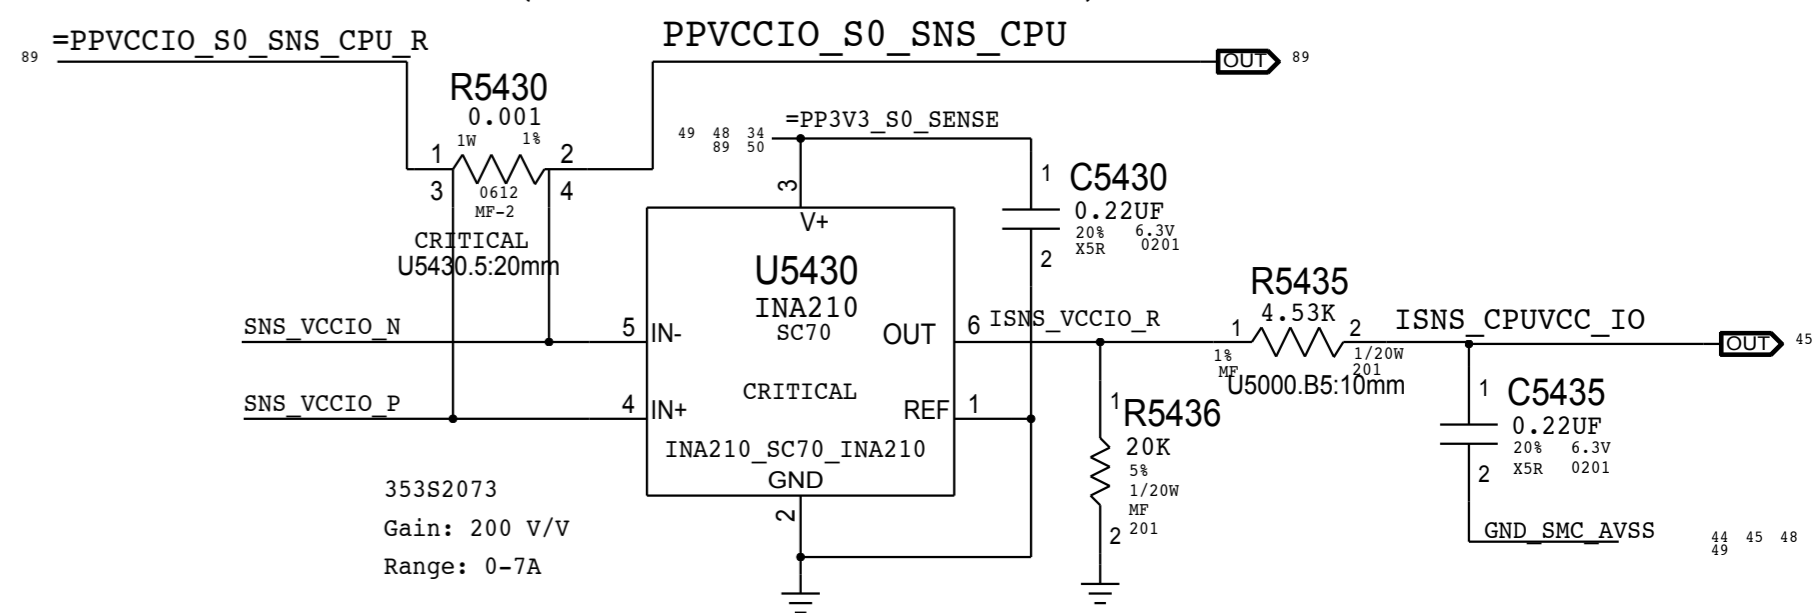 =PPVCCIO_S0_SNS_CPU_R
89
PPVCCIO_S0_SNS_CPU
OUT
89
R5430
0.001
1W
1%
1
2
3
4
0612
MF-2
CRITICAL
U5430.5:20mm
=PP3V3_S0_SENSE
49 48 34
89 50
3
V+
1
C5430
0.22UF
20% 6.3V
X5R 0201
2
U5430
INA210
SC70
SNS_VCCIO_N
5
IN-
OUT
6
ISNS_VCCIO_R
CRITICAL
SNS_VCCIO_P
4
IN+
REF
1
INA210_SC70_INA210
GND
2
353S2073
Gain: 200 V/V
Range: 0-7A
R5435
4.53K
1
2
1%
MF
1/20W
201
U5000.B5:10mm
ISNS_CPUVCC_IO
OUT
45
1
R5436
20K
5%
1/20W
MF
201
2
1
C5435
0.22UF
20% 6.3V
X5R 0201
2
GND_SMC_AVSS
44 45 48
49